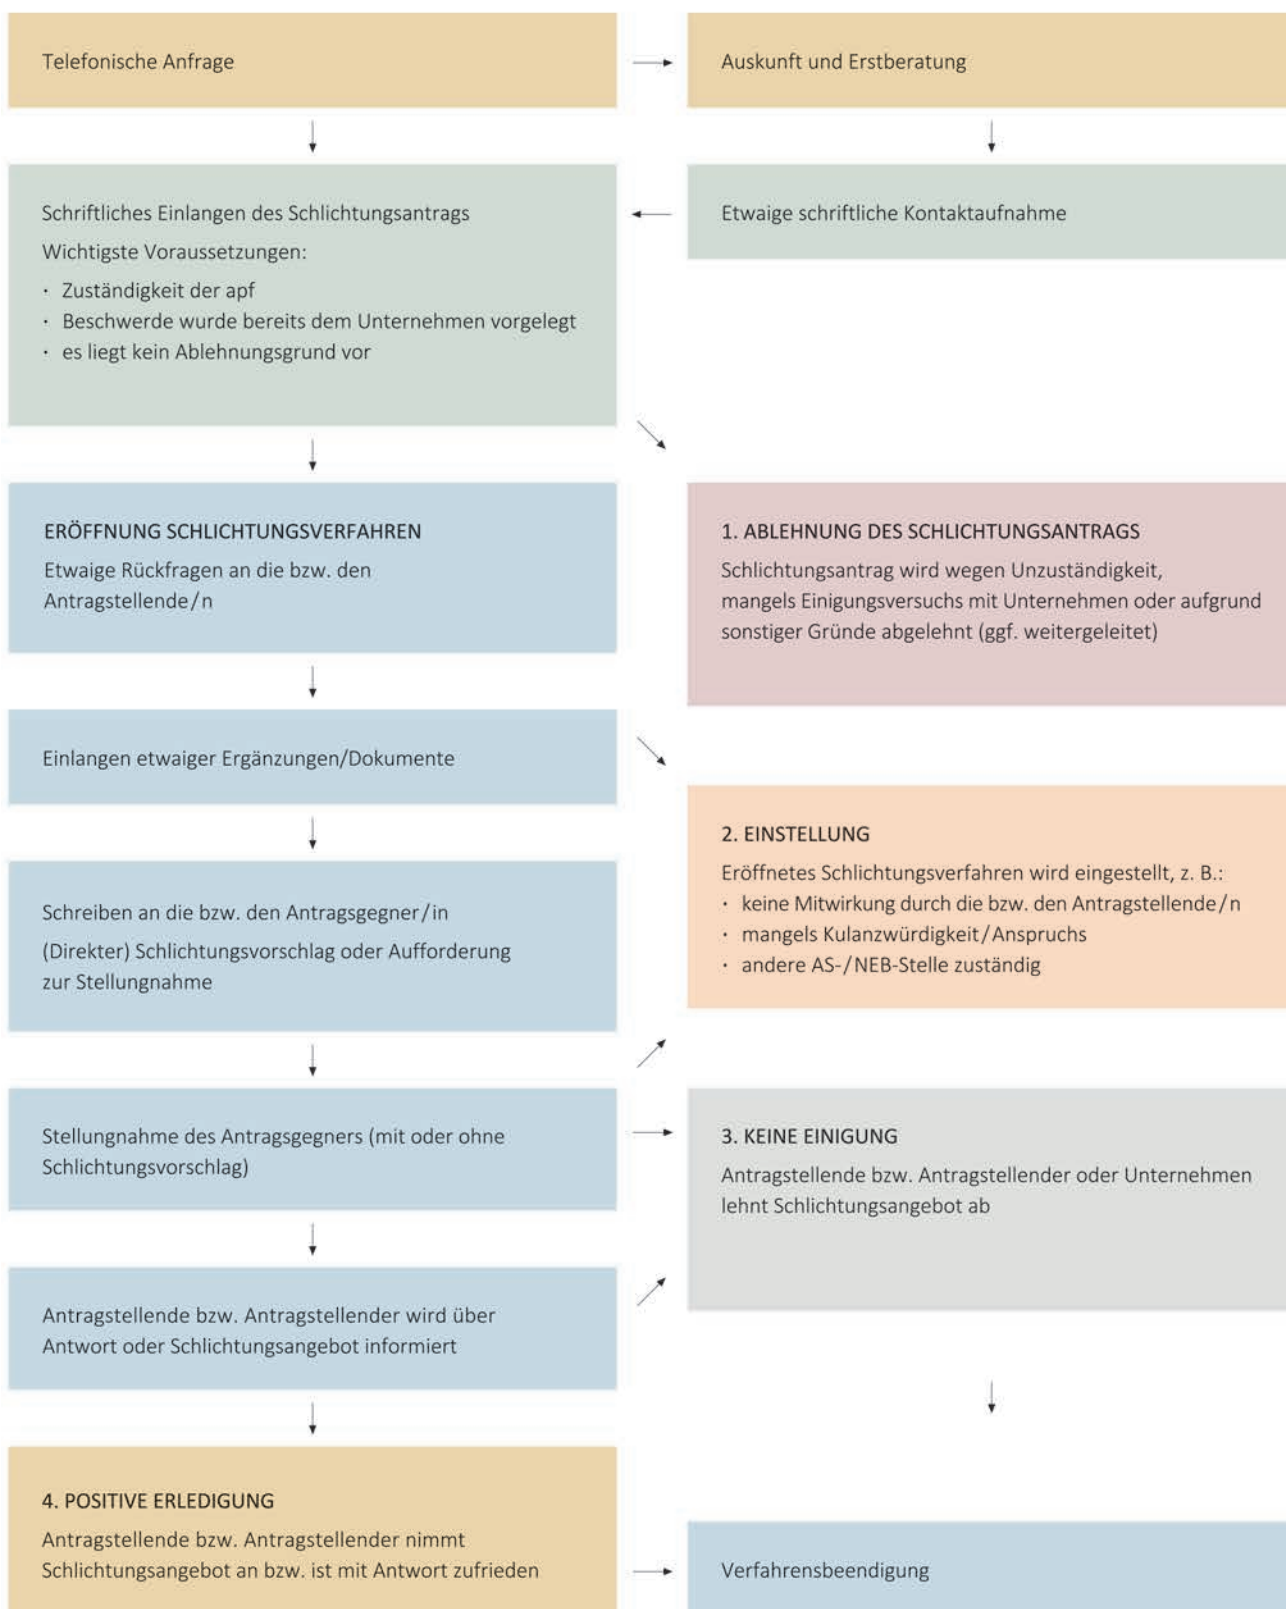 Telefonische Anfrage
Auskunft und Erstberatung
Schriftliches Einlangen des Schlichtungsantrags
Wichtigste Voraussetzungen:
· Zuständigkeit der apf
· Beschwerde wurde bereits dem Unternehmen vorgelegt
· es liegt kein Ablehnungsgrund vor
Etwaige schriftliche Kontaktaufnahme
ERÖFFNUNG SCHLICHTUNGSVERFAHREN
Etwaige Rückfragen an die bzw. den
Antragstellende/n
1. ABLEHNUNG DES SCHLICHTUNGSANTRAGS
Schlichtungsantrag wird wegen Unzuständigkeit,
mangels Einigungsversuchs mit Unternehmen oder aufgrund
sonstiger Gründe abgelehnt (ggf. weitergeleitet)
Einlangen etwaiger Ergänzungen/Dokumente
2. EINSTELLUNG
Eröffnetes Schlichtungsverfahren wird eingestellt, z. B.:
· keine Mitwirkung durch die bzw. den Antragstellende/n
· mangels Kulanzwürdigkeit/Anspruchs
· andere AS-/NEB-Stelle zuständig
Schreiben an die bzw. den Antragsgegner/in
(Direkter) Schlichtungsvorschlag oder Aufforderung
zur Stellungnahme
Stellungnahme des Antragsgegners (mit oder ohne
Schlichtungsvorschlag)
3. KEINE EINIGUNG
Antragstellende bzw. Antragstellender oder Unternehmen
lehnt Schlichtungsangebot ab
Antragstellende bzw. Antragstellender wird über
Antwort oder Schlichtungsangebot informiert
4. POSITIVE ERLEDIGUNG
Antragstellende bzw. Antragstellender nimmt
Schlichtungsangebot an bzw. ist mit Antwort zufrieden
Verfahrensbeendigung